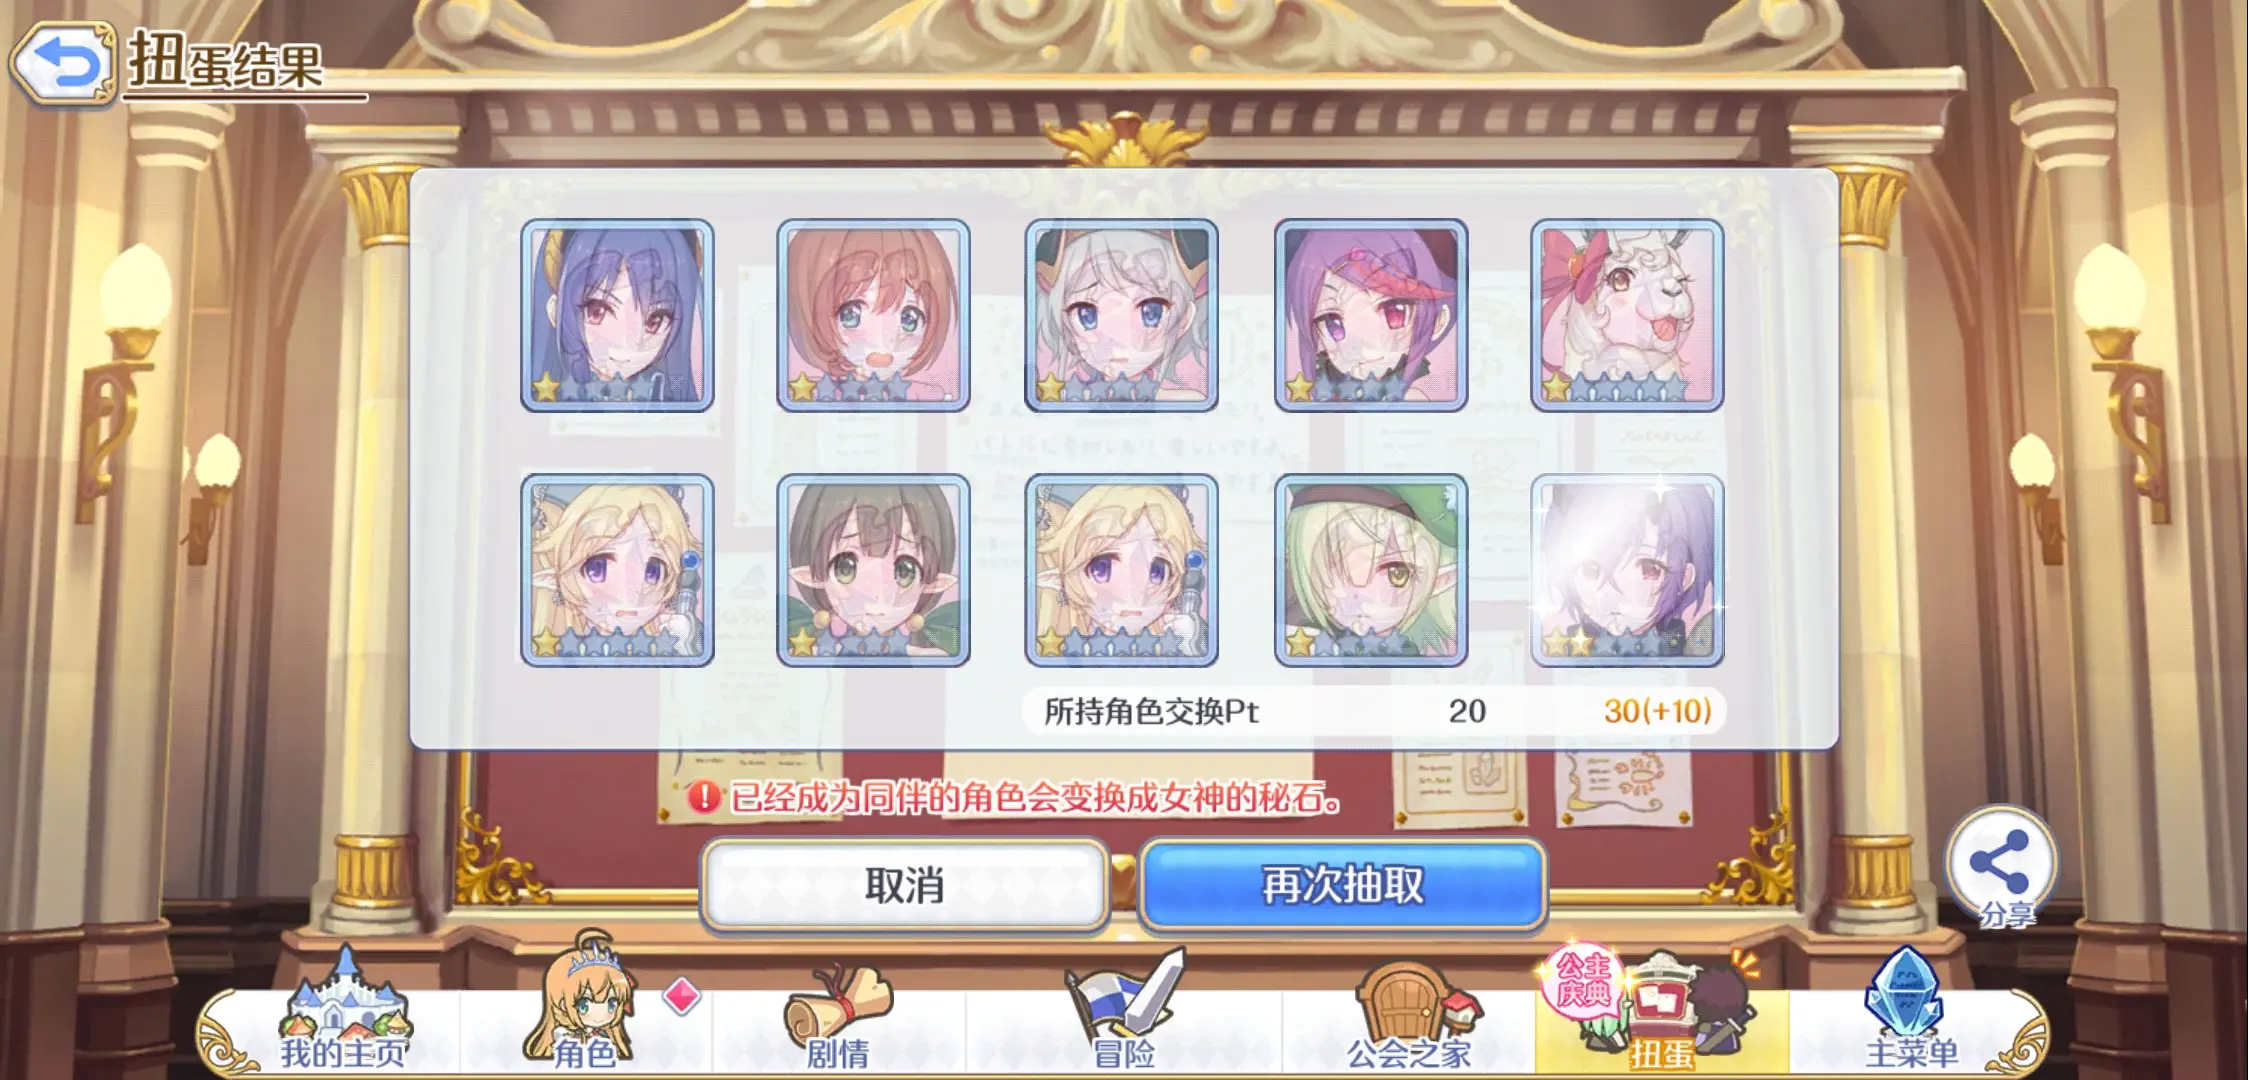 扭蛋结果
所持角色交换Pt 20 30(+10)
已经成为同伴的角色会变换成女神的秘石。
取消
再次抽取
分享
公主
庆典
我的主页
角色
剧情
冒险
公会之家
扭蛋
主菜单